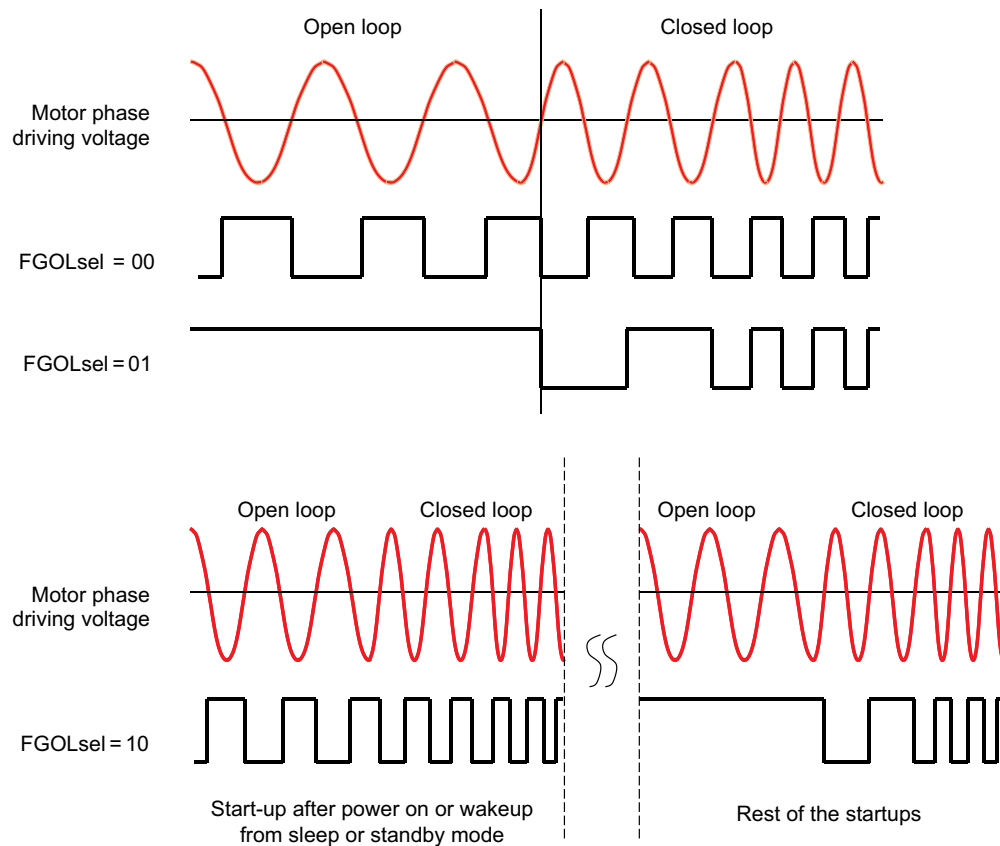 Open loop
Closed loop
Motor phase
driving voltage
FGOLsel = 00
FGOLsel = 01
Open loop
Closed loop
Open loop
Closed loop
Motor phase
driving voltage
FGOLsel = 10
Start-up after power on or wakeup
from sleep or standby mode
Rest of the startups